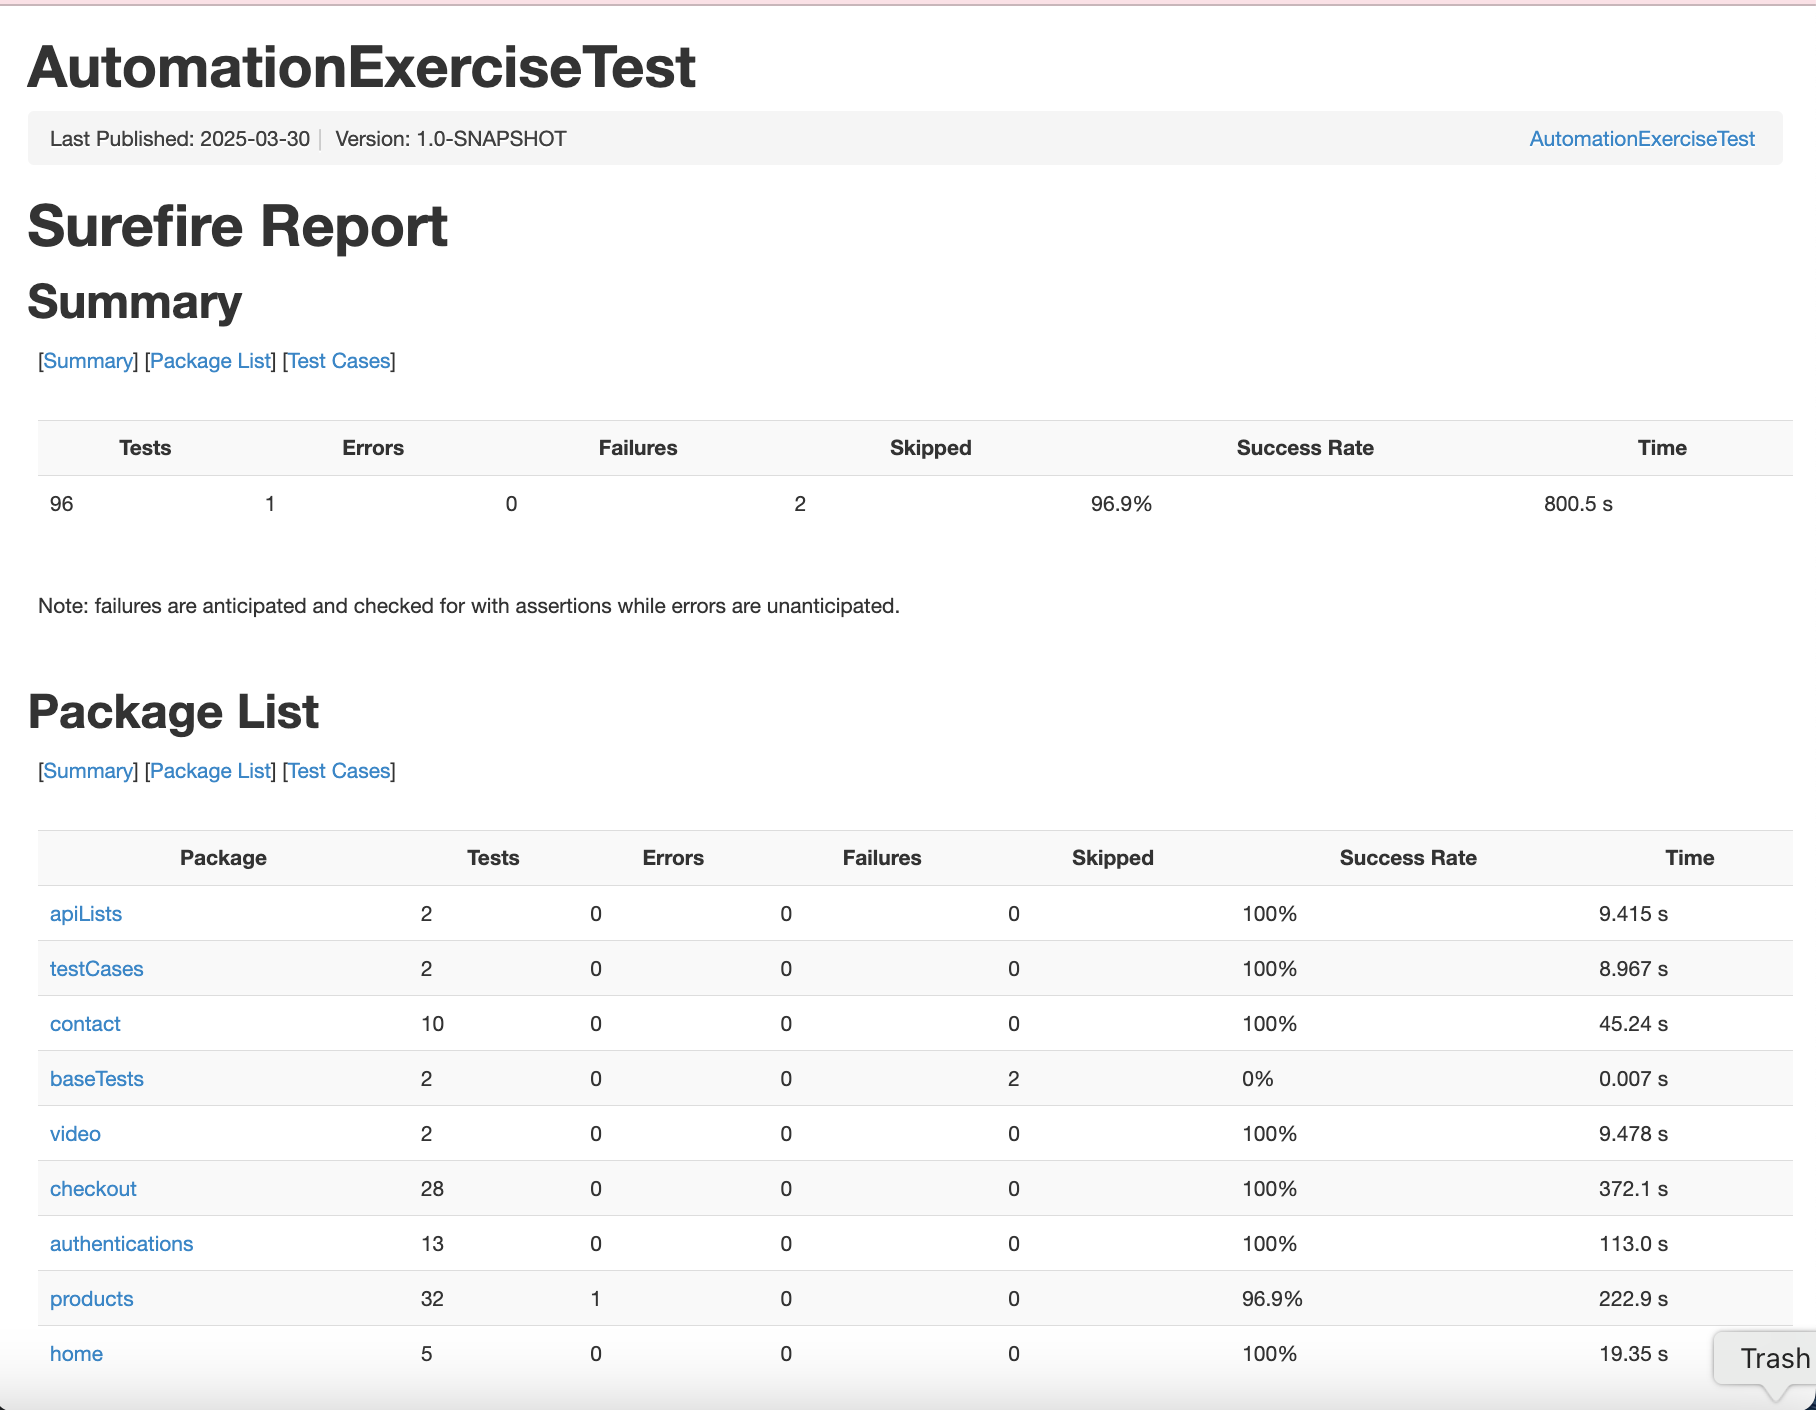 AutomationExerciseTest
Last Published: 2025-03-30 | Version: 1.0-SNAPSHOT AutomationExerciseTest
Surefire Report
Summary
[Summary] [Package List] [Test Cases]
Tests Errors Failures Skipped Success Rate Time
96 1 0 2 96.9% 800.5 s
Note: failures are anticipated and checked for with assertions while errors are unanticipated.
Package List
[Summary] [Package List] [Test Cases]
Package Tests Errors Failures Skipped Success Rate Time
apiLists 2 0 0 0 100% 9.415 s
testCases 2 0 0 0 100% 8.967 s
contact 10 0 0 0 100% 45.24 s
baseTests 2 0 0 2 0% 0.007 s
video 2 0 0 0 100% 9.478 s
checkout 28 0 0 0 100% 372.1 s
authentications 13 0 0 0 100% 113.0 s
products 32 1 0 0 96.9% 222.9 s
home 5 0 0 0 100% 19.35 s
Trash